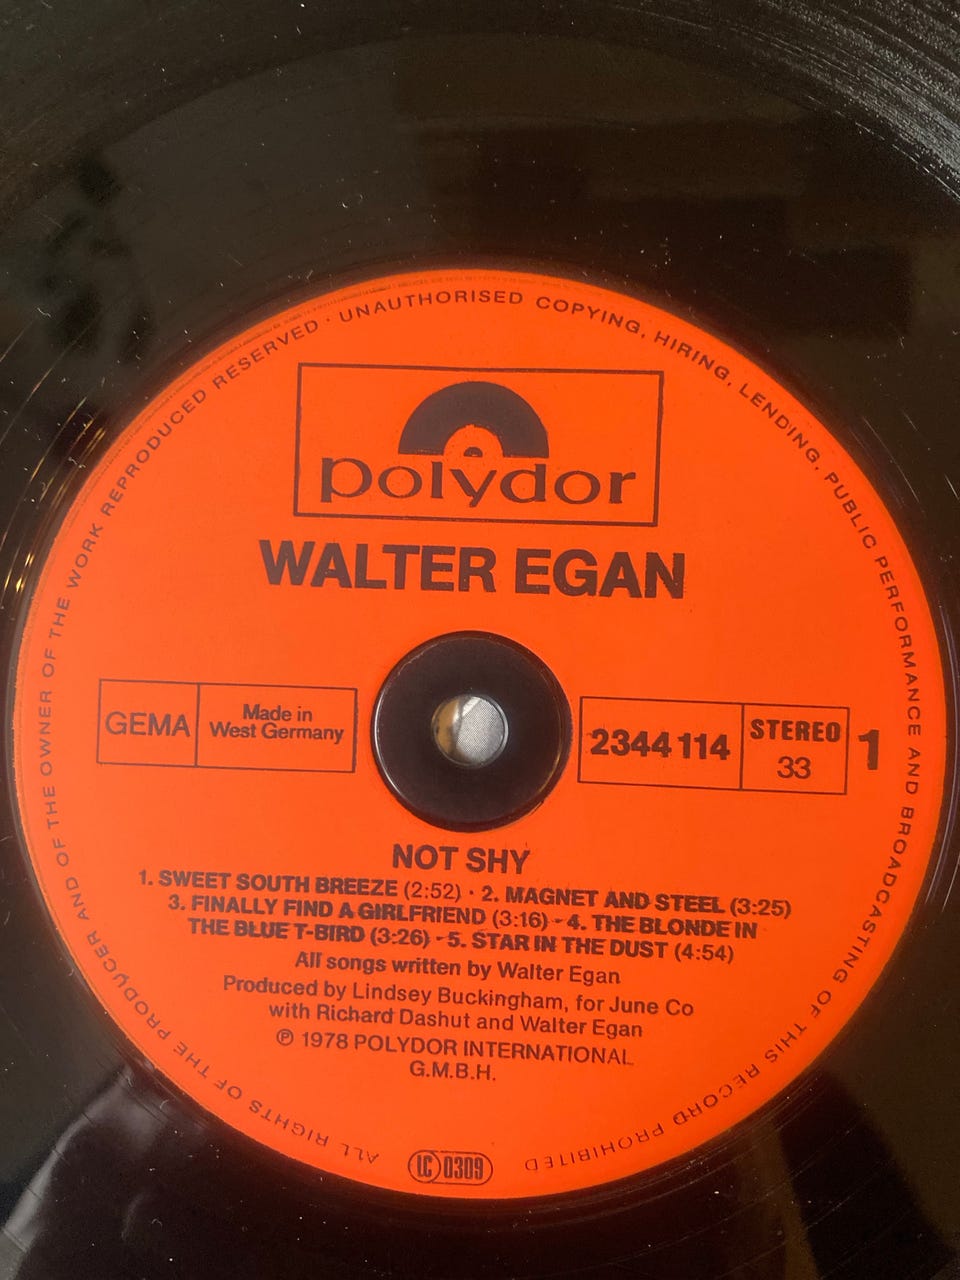 polydor
WALTER EGAN
GEMA
Made in
West Germany
2344 114
STEREO
33
1
NOT SHY
1. SWEET SOUTH BREEZE (2:52) · 2. MAGNET AND STEEL (3:25)
3. FINALLY FIND A GIRLFRIEND (3:16) - 4. THE BLONDE IN
THE BLUE T-BIRD (3:26) - 5. STAR IN THE DUST (4:54)
All songs written by Walter Egan
Produced by Lindsey Buckingham, for June Co
with Richard Dashut and Walter Egan
℗ 1978 POLYDOR INTERNATIONAL
G.M.B.H.
LC 0309
ALL RIGHTS OF THE PRODUCER AND OF THE OWNER OF THE WORK REPRODUCED RESERVED · UNAUTHORISED COPYING, HIRING, LENDING, PUBLIC PERFORMANCE AND BROADCASTING OF THIS RECORD PROHIBITED